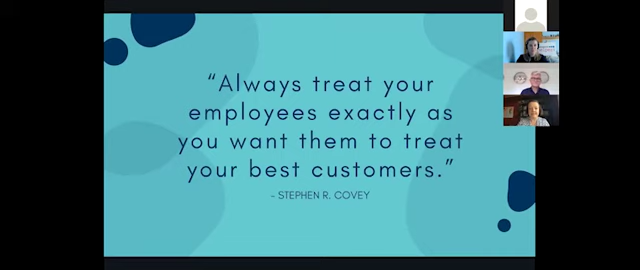 “Always treat your
employees exactly as
you want them to treat
your best customers.”
- STEPHEN R. COVEY